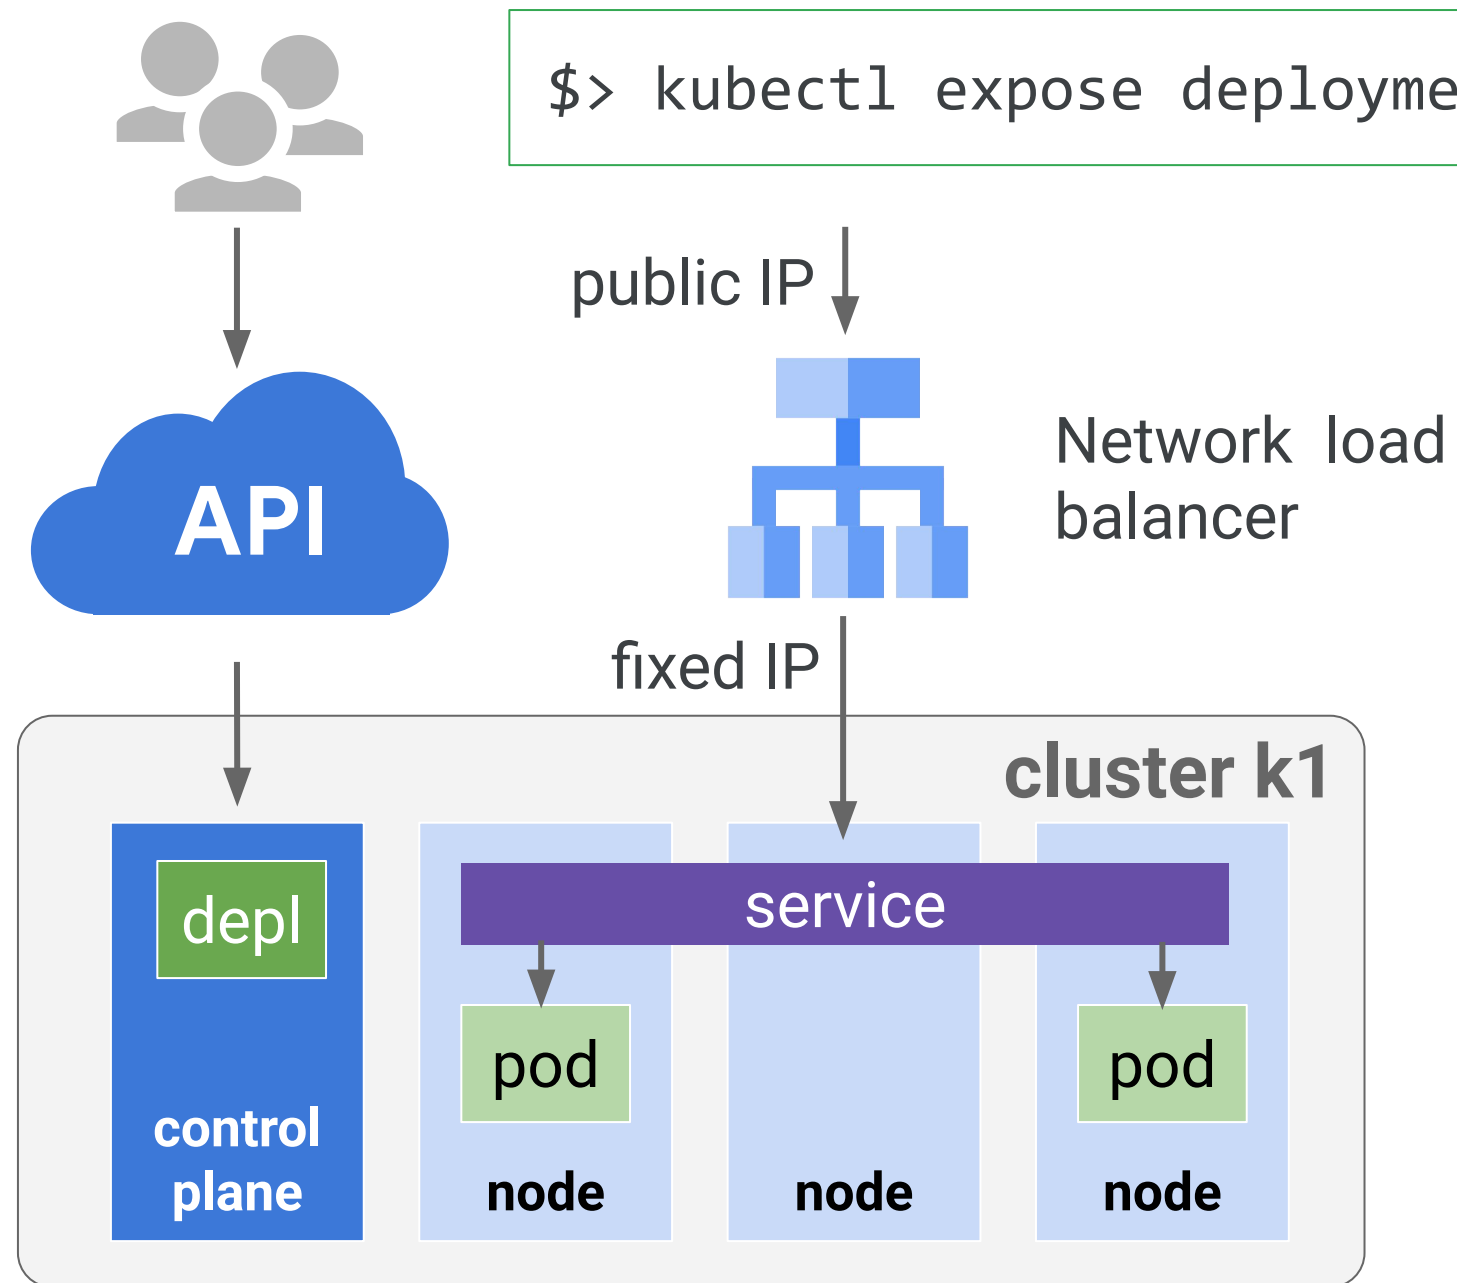 $> kubectl expose deployme
public IP
API
Network load
balancer
fixed IP
cluster k1
depl
service
pod
pod
control
plane
node
node
node